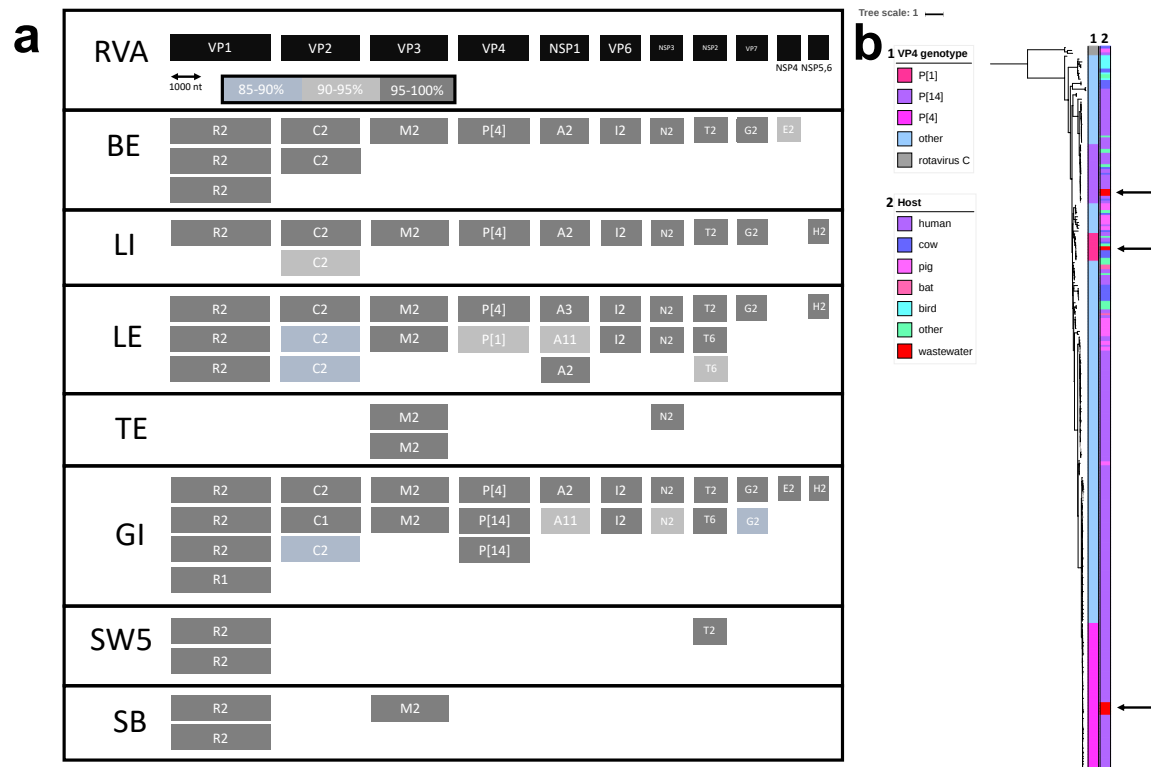 a
RVA VP1 VP2 VP3 VP4 NSP1 VP6 NSP3 NSP2 VP7
NSP4 NSP5,6
1000 nt
85-90% 90-95% 95-100%
BE R2 C2 M2 P[4] A2 I2 N2 T2 G2 E2
R2 C2
R2
LI R2 C2 M2 P[4] A2 I2 N2 T2 G2 H2
C2
LE R2 C2 M2 P[4] A3 I2 N2 T2 G2 H2
R2 C2 M2 P[1] A11 I2 N2 T6
R2 C2 A2 T6
TE M2 N2
M2
GI R2 C2 M2 P[4] A2 I2 N2 T2 G2 E2 H2
R2 C1 M2 P[14] A11 I2 N2 T6 G2
R2 C2 P[14]
R1
SW5 R2 T2
R2
SB R2 M2
R2
b
Tree scale: 1
1 VP4 genotype
P[1]
P[14]
P[4]
other
rotavirus C
2 Host
human
cow
pig
bat
bird
other
wastewater
1 2